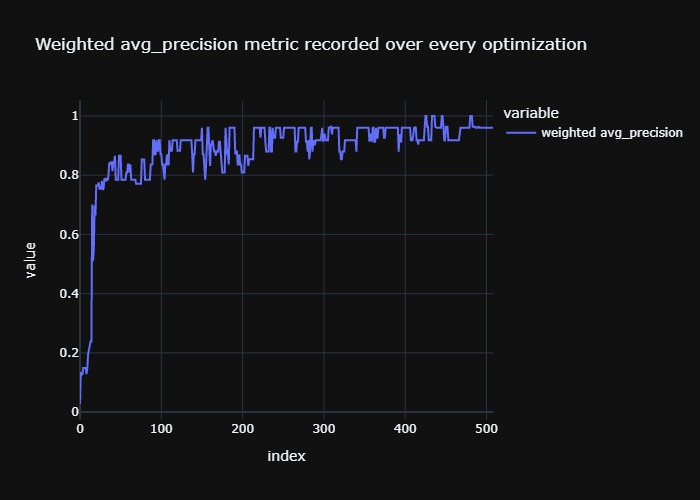 Weighted avg_precision metric recorded over every optimization
variable
weighted avg_precision
value
1
0.8
0.6
0.4
0.2
0
0
100
200
300
400
500
index